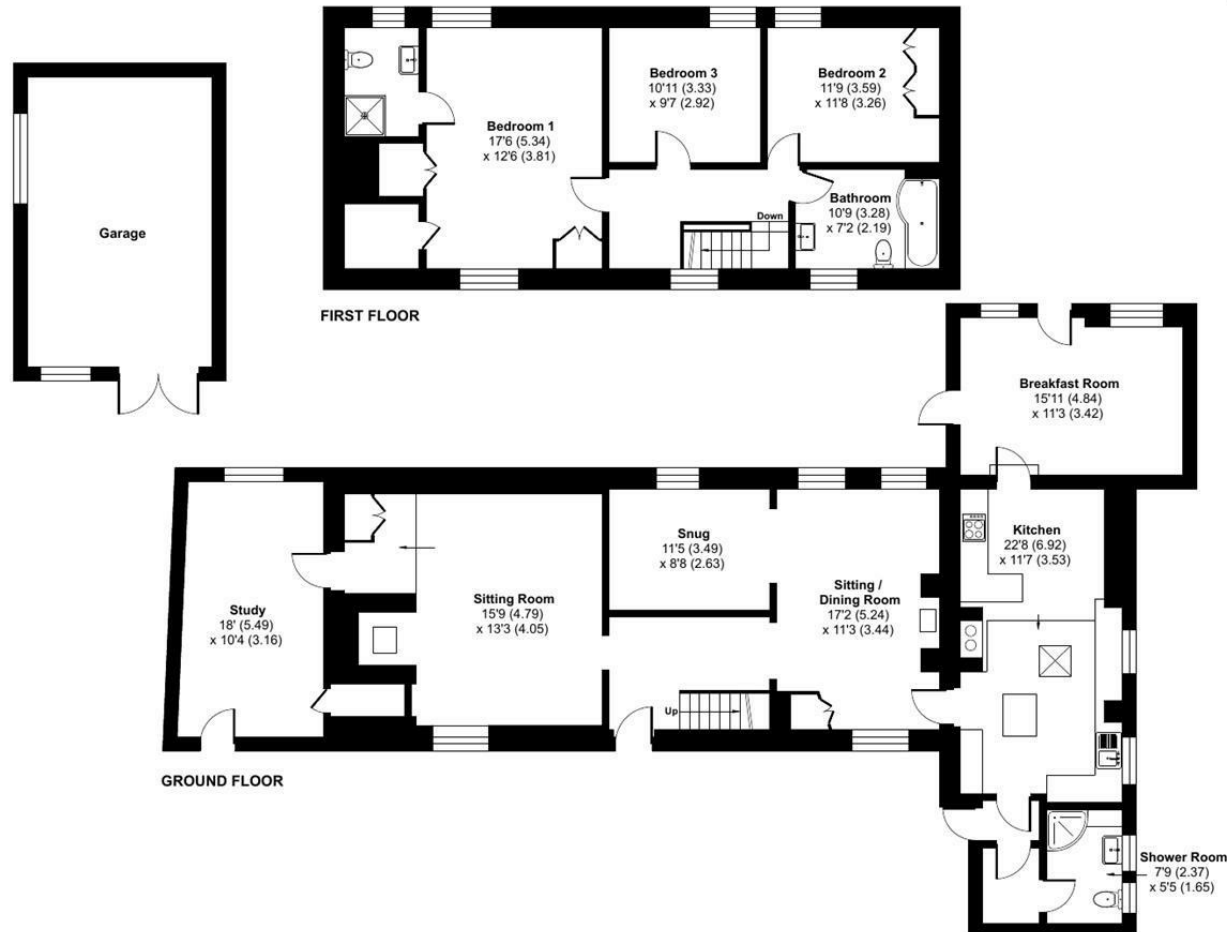 Garage
Bedroom 1
17'6 (5.34)
x 12'6 (3.81)
Bedroom 3
10'11 (3.33)
x 9'7 (2.92)
Bedroom 2
11'9 (3.59)
x 11'8 (3.26)
Bathroom
10'9 (3.28)
x 7'2 (2.19)
Down
FIRST FLOOR
Breakfast Room
15'11 (4.84)
x 11'3 (3.42)
Study
18' (5.49)
x 10'4 (3.16)
Sitting Room
15'9 (4.79)
x 13'3 (4.05)
Snug
11'5 (3.49)
x 8'8 (2.63)
Sitting /
Dining Room
17'2 (5.24)
x 11'3 (3.44)
Kitchen
22'8 (6.92)
x 11'7 (3.53)
Up
GROUND FLOOR
Shower Room
7'9 (2.37)
x 5'5 (1.65)